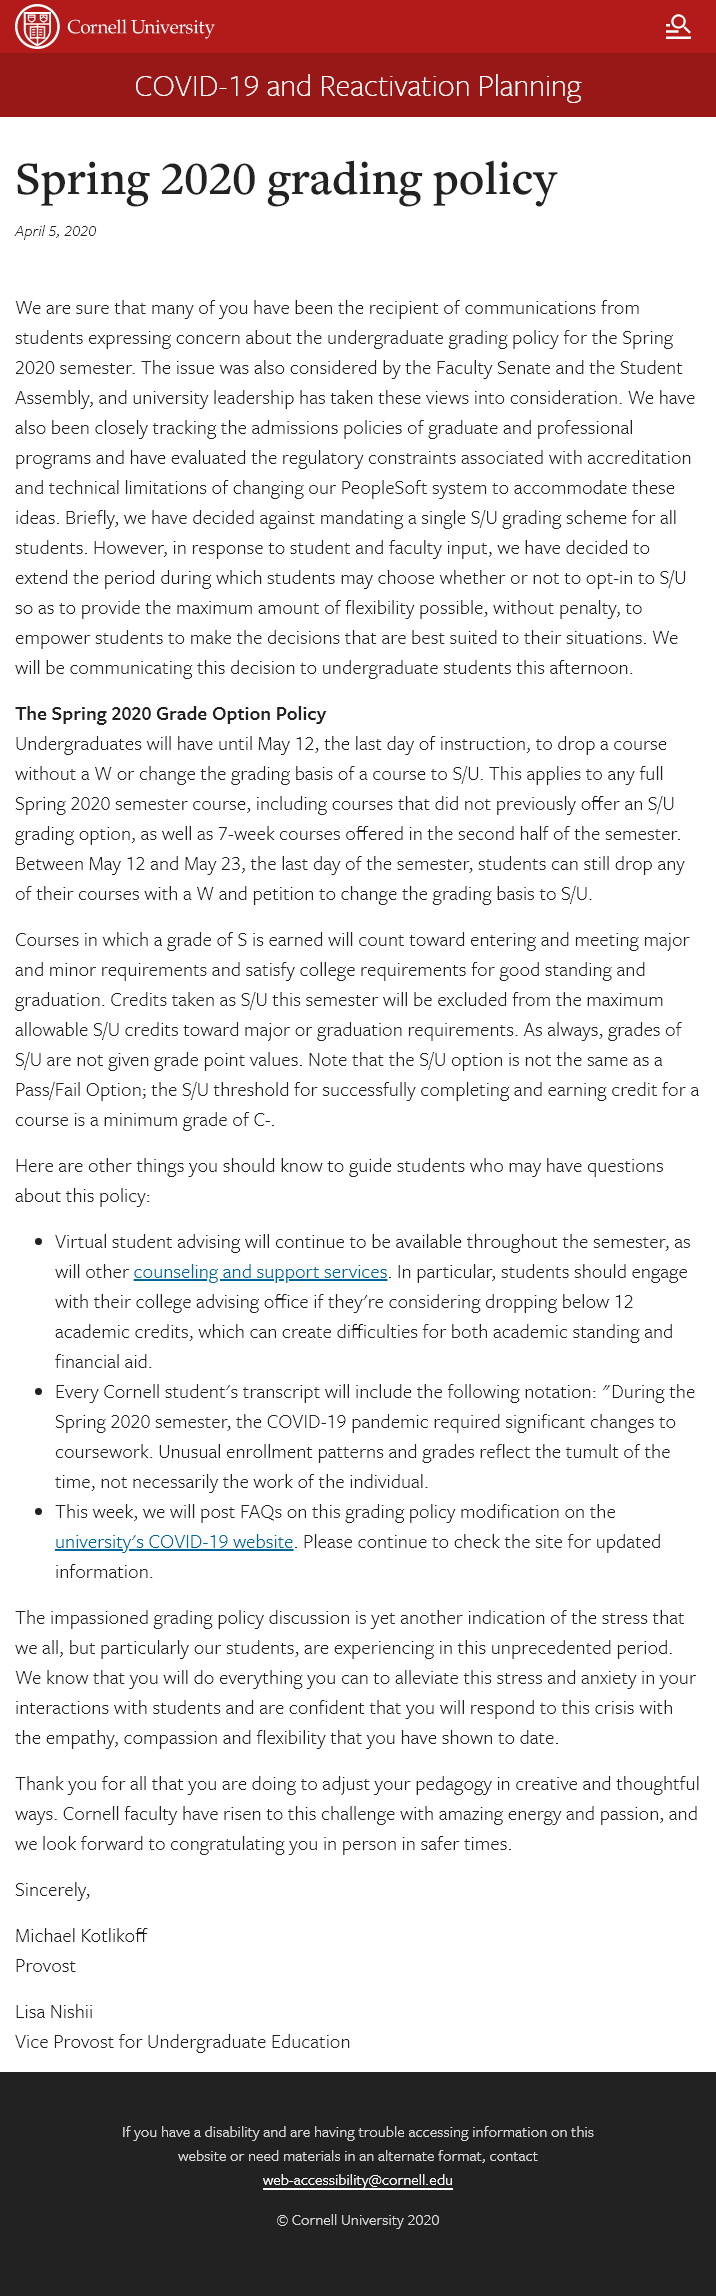 Cornell University
COVID-19 and Reactivation Planning
Spring 2020 grading policy
April 5, 2020
We are sure that many of you have been the recipient of communications from
students expressing concern about the undergraduate grading policy for the Spring
2020 semester. The issue was also considered by the Faculty Senate and the Student
Assembly, and university leadership has taken these views into consideration. We have
also been closely tracking the admissions policies of graduate and professional
programs and have evaluated the regulatory constraints associated with accreditation
and technical limitations of changing our PeopleSoft system to accommodate these
ideas. Briefly, we have decided against mandating a single S/U grading scheme for all
students. However, in response to student and faculty input, we have decided to
extend the period during which students may choose whether or not to opt-in to S/U
so as to provide the maximum amount of flexibility possible, without penalty, to
empower students to make the decisions that are best suited to their situations. We
will be communicating this decision to undergraduate students this afternoon.
The Spring 2020 Grade Option Policy
Undergraduates will have until May 12, the last day of instruction, to drop a course
without a W or change the grading basis of a course to S/U. This applies to any full
Spring 2020 semester course, including courses that did not previously offer an S/U
grading option, as well as 7-week courses offered in the second half of the semester.
Between May 12 and May 23, the last day of the semester, students can still drop any
of their courses with a W and petition to change the grading basis to S/U.
Courses in which a grade of S is earned will count toward entering and meeting major
and minor requirements and satisfy college requirements for good standing and
graduation. Credits taken as S/U this semester will be excluded from the maximum
allowable S/U credits toward major or graduation requirements. As always, grades of
S/U are not given grade point values. Note that the S/U option is not the same as a
Pass/Fail Option; the S/U threshold for successfully completing and earning credit for a
course is a minimum grade of C-.
Here are other things you should know to guide students who may have questions
about this policy:
• Virtual student advising will continue to be available throughout the semester, as
will other counseling and support services. In particular, students should engage
with their college advising office if they're considering dropping below 12
academic credits, which can create difficulties for both academic standing and
financial aid.
• Every Cornell student's transcript will include the following notation: "During the
Spring 2020 semester, the COVID-19 pandemic required significant changes to
coursework. Unusual enrollment patterns and grades reflect the tumult of the
time, not necessarily the work of the individual.
• This week, we will post FAQs on this grading policy modification on the
university's COVID-19 website. Please continue to check the site for updated
information.
The impassioned grading policy discussion is yet another indication of the stress that
we all, but particularly our students, are experiencing in this unprecedented period.
We know that you will do everything you can to alleviate this stress and anxiety in your
interactions with students and are confident that you will respond to this crisis with
the empathy, compassion and flexibility that you have shown to date.
Thank you for all that you are doing to adjust your pedagogy in creative and thoughtful
ways. Cornell faculty have risen to this challenge with amazing energy and passion, and
we look forward to congratulating you in person in safer times.
Sincerely,
Michael Kotlikoff
Provost
Lisa Nishii
Vice Provost for Undergraduate Education
If you have a disability and are having trouble accessing information on this
website or need materials in an alternate format, contact
web-accessibility@cornell.edu
© Cornell University 2020